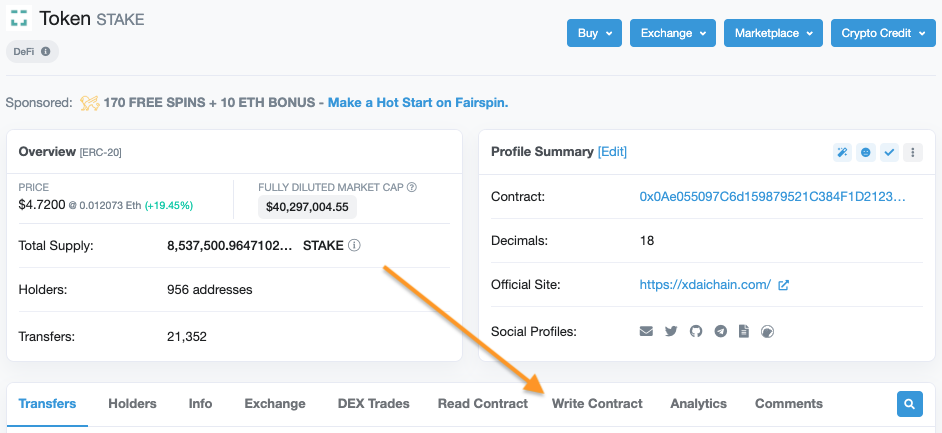 Token STAKE
Buy
Exchange
Marketplace
Crypto Credit
DeFi
Sponsored: 170 FREE SPINS + 10 ETH BONUS - Make a Hot Start on Fairspin.
Overview [ERC-20]
PRICE
$4.7200 @ 0.012073 Eth (+19.45%)
FULLY DILUTED MARKET CAP
$40,297,004.55
Total Supply: 8,537,500.9647102... STAKE
Holders: 956 addresses
Transfers: 21,352
Profile Summary [Edit]
Contract: 0x0Ae055097C6d159879521C384F1D2123...
Decimals: 18
Official Site: https://xdaichain.com/
Social Profiles:
Transfers Holders Info Exchange DEX Trades Read Contract Write Contract Analytics Comments